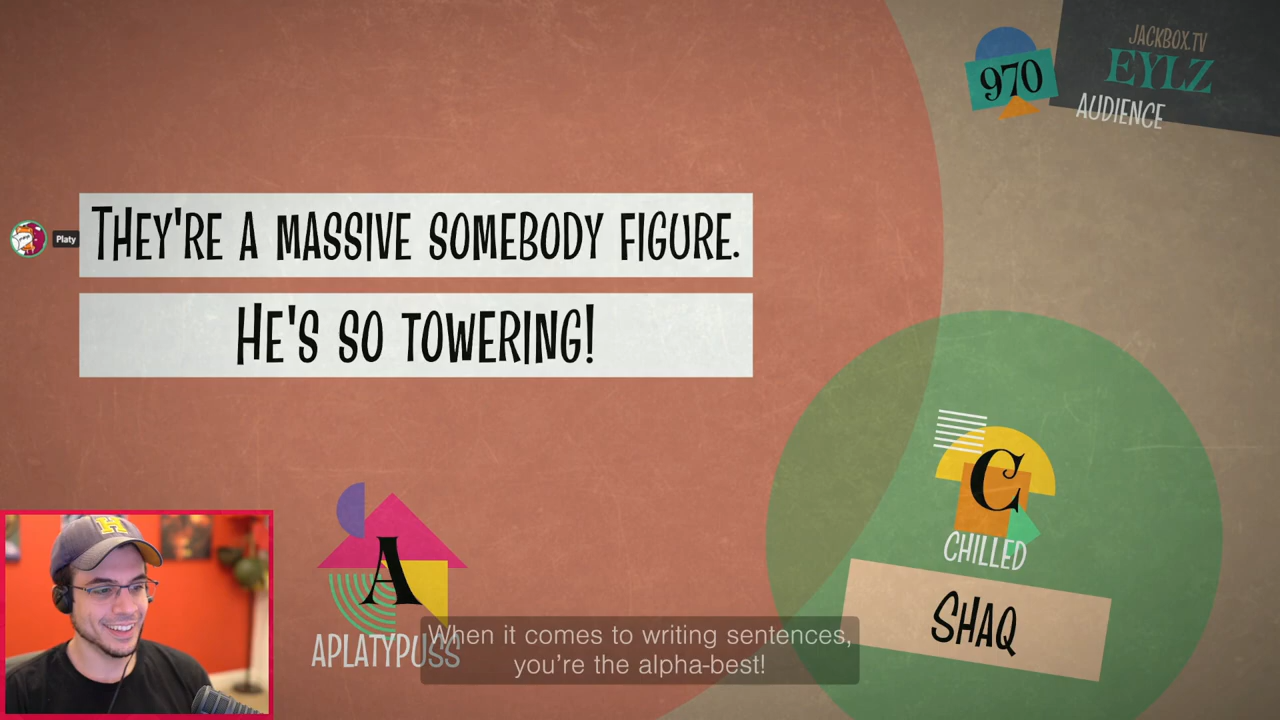 JACKBOX.TV
EYLZ
970
AUDIENCE
Platy
THEY'RE A MASSIVE SOMEBODY FIGURE.
HE'S SO TOWERING!
H
C
CHILLED
SHAQ
A
APLATYPUSS
When it comes to writing sentences,
you're the alpha-best!